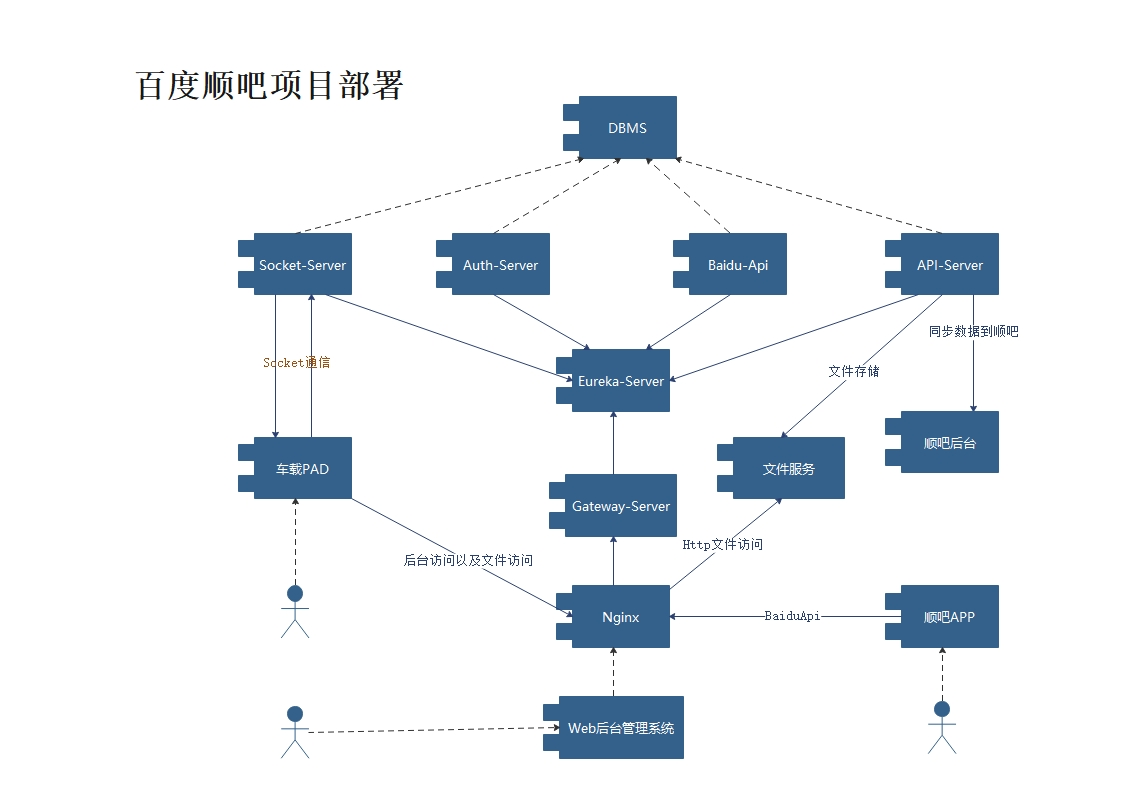 百度顺吧项目部署
DBMS
Socket-Server
Auth-Server
Baidu-Api
API-Server
同步数据到顺吧
Socket通信
文件存储
Eureka-Server
顺吧后台
车载PAD
文件服务
Gateway-Server
Http文件访问
后台访问以及文件访问
Nginx
BaiduApi
顺吧APP
Web后台管理系统